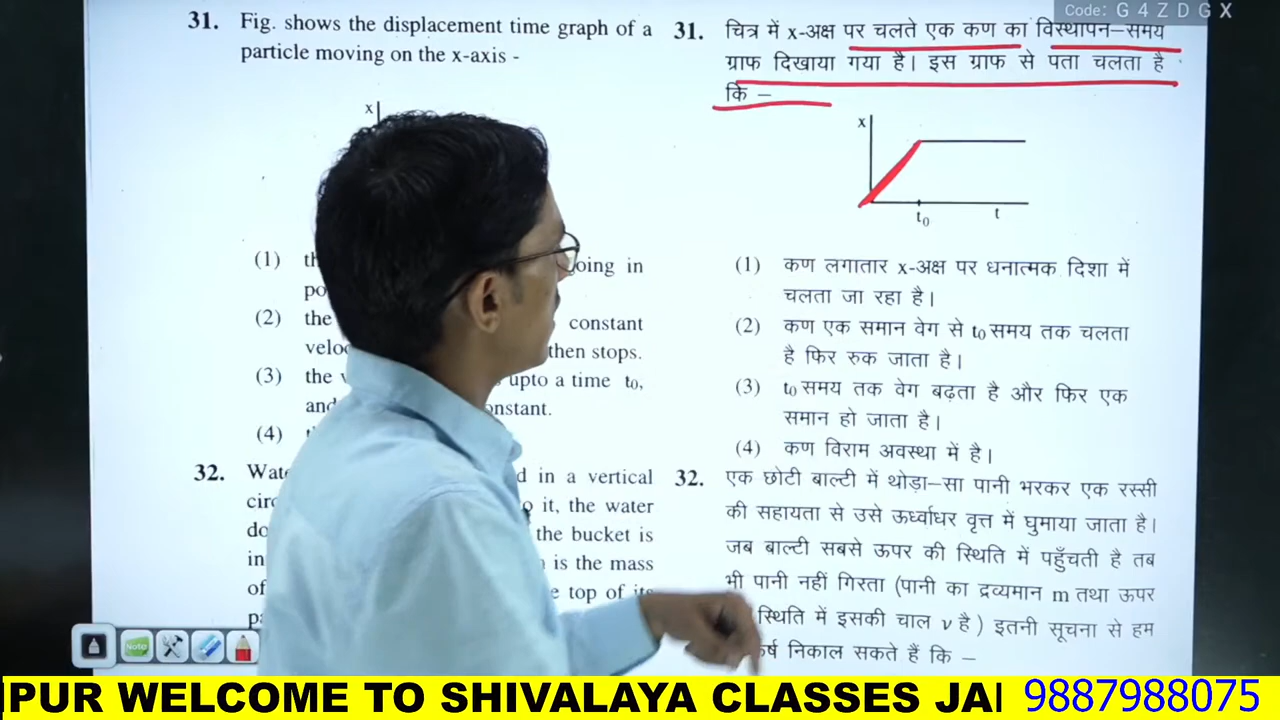 Code: G 4 Z D G X
31. Fig. shows the displacement time graph of a
particle moving on the x-axis -
x
(1)
oing in
(2) the
constant
then stops.
(3) the
upto a time t₀,
(4)
32.
d in a vertical
it, the water
the bucket is
is the mass
e top of
31. चित्र में x-अक्ष पर चलते एक कण का विस्थापन–समय
ग्राफ दिखाया गया है। इस ग्राफ से पता चलता है
कि –
x
t₀
t
(1) कण लगातार x-अक्ष पर धनात्मक दिशा में
चलता जा रहा है।
(2) कण एक समान वेग से t₀ समय तक चलता
है फिर रुक जाता है।
(3) t₀ समय तक वेग बढ़ता है और फिर एक
समान हो जाता है।
(4) कण विराम अवस्था में है।
32. एक छोटी बाल्टी में थोड़ा–सा पानी भरकर एक रस्सी
की सहायता से उसे ऊर्ध्वाधर वृत्त में घुमाया जाता है।
जब बाल्टी सबसे ऊपर की स्थिति में पहुँचती है तब
भी पानी नहीं गिरता (पानी का द्रव्यमान m तथा ऊपर
स्थिति में इसकी चाल v है) इतनी सूचना से हम
निकाल सकते हैं कि –
Note
PUR WELCOME TO SHIVALAYA CLASSES JAI 9887988075